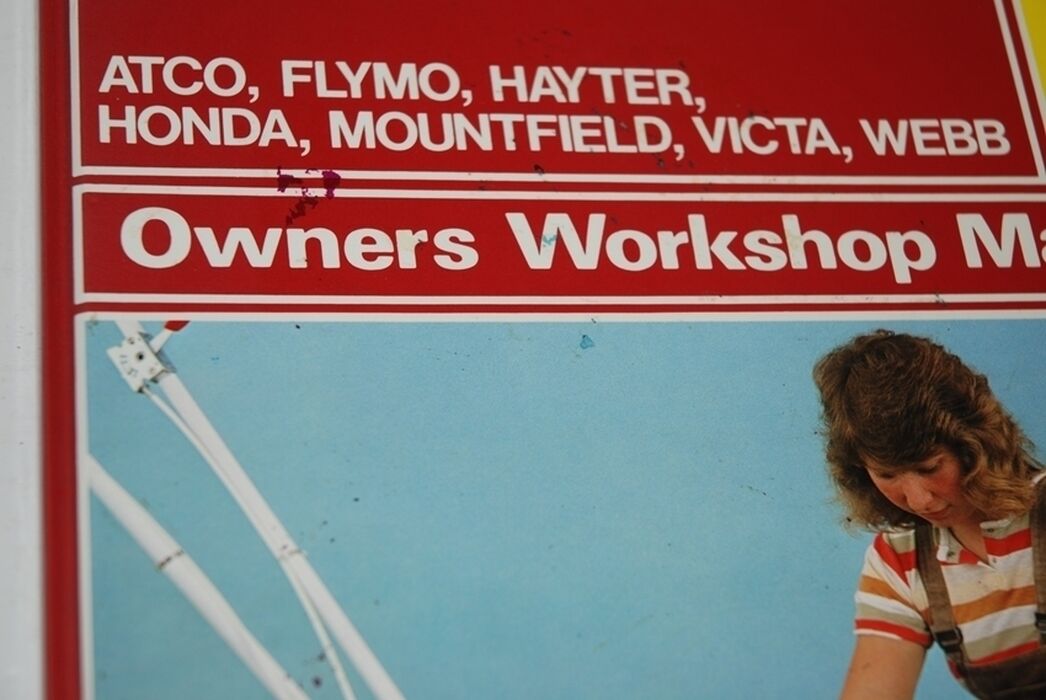 ATCO, FLYMO, HAYTER,
HONDA, MOUNTFIELD, VICTA, WEBB
Owners Workshop Ma